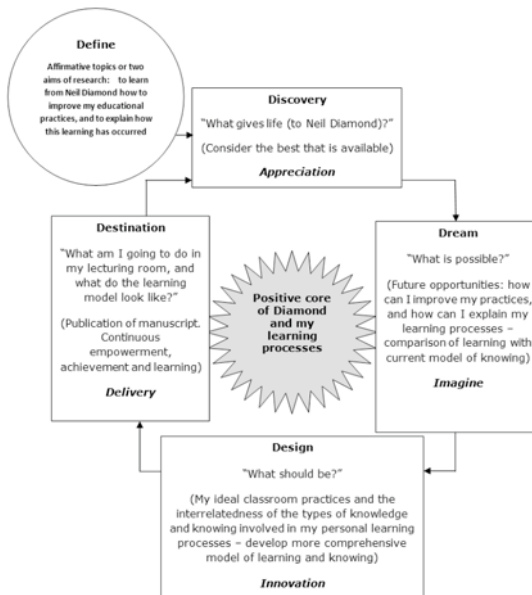 Define
Affirmative topics or two
aims of research: to learn
from Neil Diamond how to
improve my educational
practices, and to explain how
this learning has occurred
Discovery
“What gives life (to Neil Diamond)?”
(Consider the best that is available)
Appreciation
Dream
“What is possible?”
(Future opportunities: how
can I improve my practices,
and how can I explain my
learning processes –
comparison of learning with
current model of knowing)
Imagine
Design
“What should be?”
(My ideal classroom practices and the
interrelatedness of the types of knowledge
and knowing involved in my personal learning
processes – develop more comprehensive
model of learning and knowing)
Innovation
Destination
“What am I going to do in
my lecturing room, and
what do the learning
model look like?”
(Publication of manuscript.
Continuous
empowerment,
achievement and learning)
Delivery
Positive core
of Diamond
and my
learning
processes